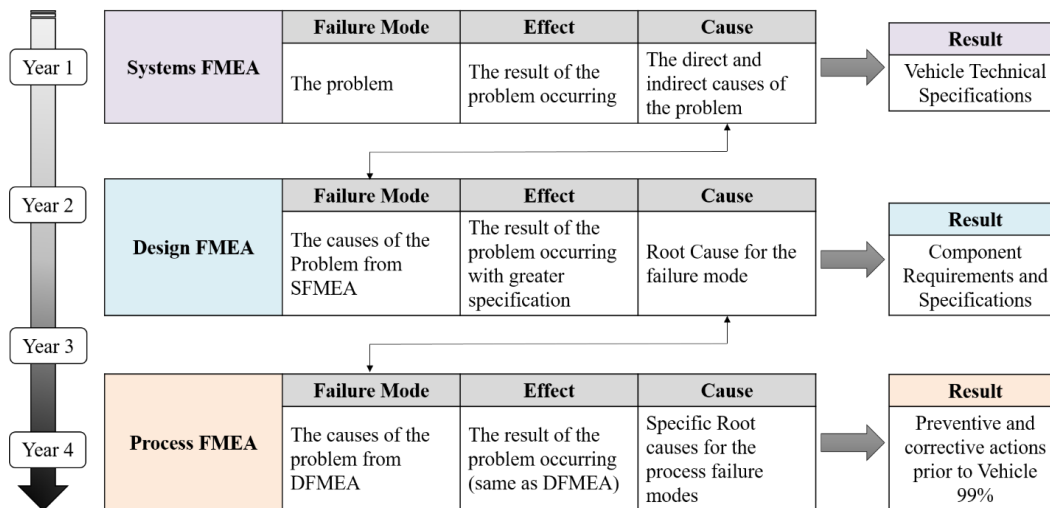 Year 1
Systems FMEA
Failure Mode
Effect
Cause
The problem
The result of the
problem occurring
The direct and
indirect causes of
the problem
Result
Vehicle Technical
Specifications
Year 2
Design FMEA
Failure Mode
Effect
Cause
The causes of the
Problem from
SFMEA
The result of the
problem occurring
with greater
specification
Root Cause for the
failure mode
Result
Component
Requirements and
Specifications
Year 3
Year 4
Process FMEA
Failure Mode
Effect
Cause
The causes of the
problem from
DFMEA
The result of the
problem occurring
(same as DFMEA)
Specific Root
causes for the
process failure
modes
Result
Preventive and
corrective actions
prior to Vehicle
99%